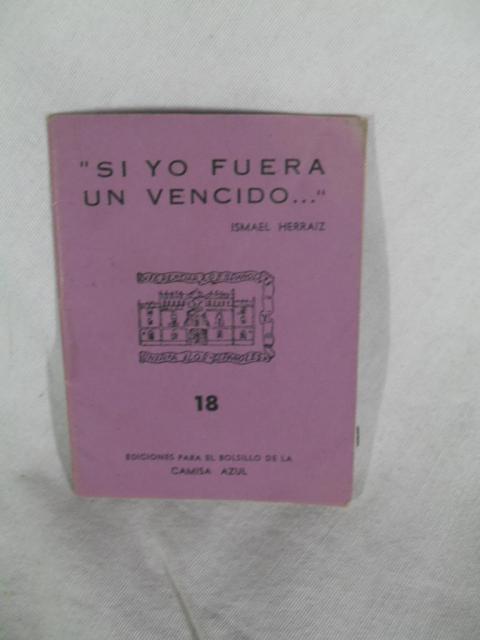 "SI YO FUERA
UN VENCIDO..."
ISMAEL HERRAIZ
18
EDICIONES PARA EL BOLSILLO DE LA
CAMISA AZUL